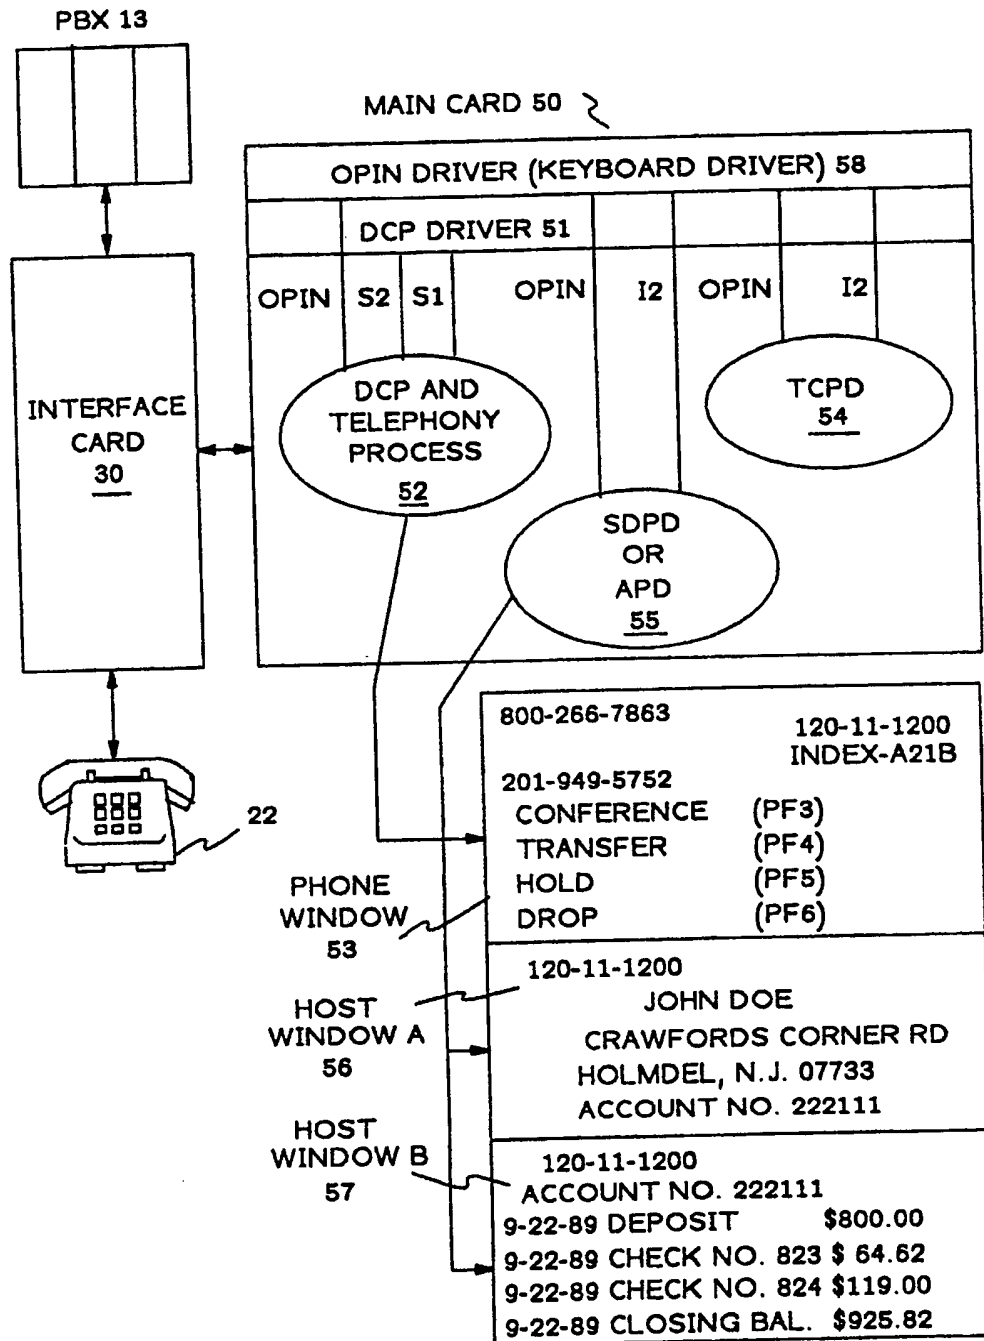 PBX 13
MAIN CARD 50
OPIN DRIVER (KEYBOARD DRIVER) 58
DCP DRIVER 51
OPIN S2 S1 OPIN I2 OPIN I2
INTERFACE
CARD
30
DCP AND
TELEPHONY
PROCESS
52
TCPD
54
SDPD
OR
APD
55
22
800-266-7863
120-11-1200
INDEX-A21B
201-949-5752
CONFERENCE (PF3)
TRANSFER (PF4)
HOLD (PF5)
DROP (PF6)
PHONE
WINDOW
53
120-11-1200
JOHN DOE
CRAWFORDS CORNER RD
HOLMDEL, N.J. 07733
ACCOUNT NO. 222111
HOST
WINDOW A
56
HOST
WINDOW B
57
120-11-1200
ACCOUNT NO. 222111
9-22-89 DEPOSIT $800.00
9-22-89 CHECK NO. 823 $ 64.62
9-22-89 CHECK NO. 824 $119.00
9-22-89 CLOSING BAL. $925.82